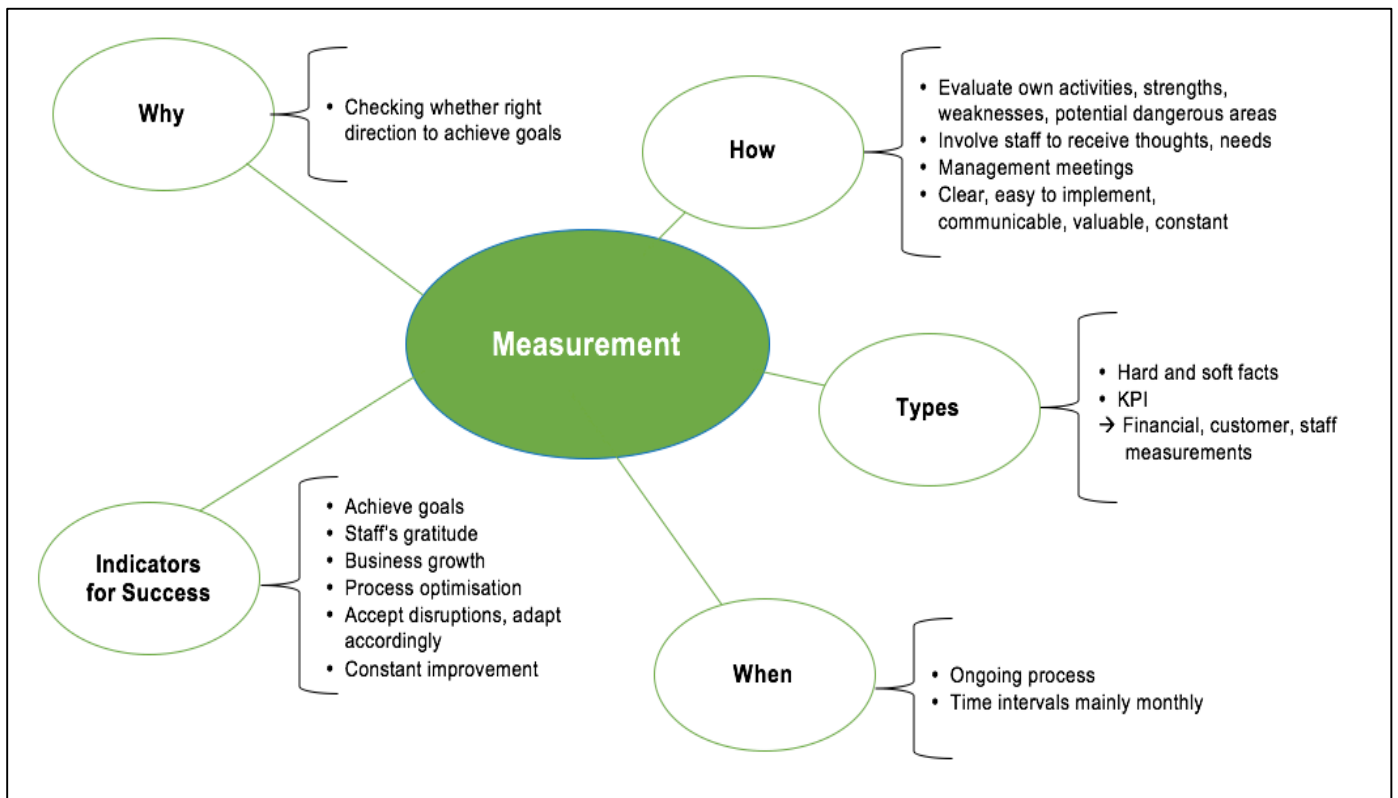 Why
• Checking whether right
direction to achieve goals
How
• Evaluate own activities, strengths,
weaknesses, potential dangerous areas
• Involve staff to receive thoughts, needs
• Management meetings
• Clear, easy to implement,
communicable, valuable, constant
Measurement
Types
• Hard and soft facts
• KPI
→ Financial, customer, staff
measurements
Indicators
for Success
• Achieve goals
• Staff's gratitude
• Business growth
• Process optimisation
• Accept disruptions, adapt
accordingly
• Constant improvement
When
• Ongoing process
• Time intervals mainly monthly